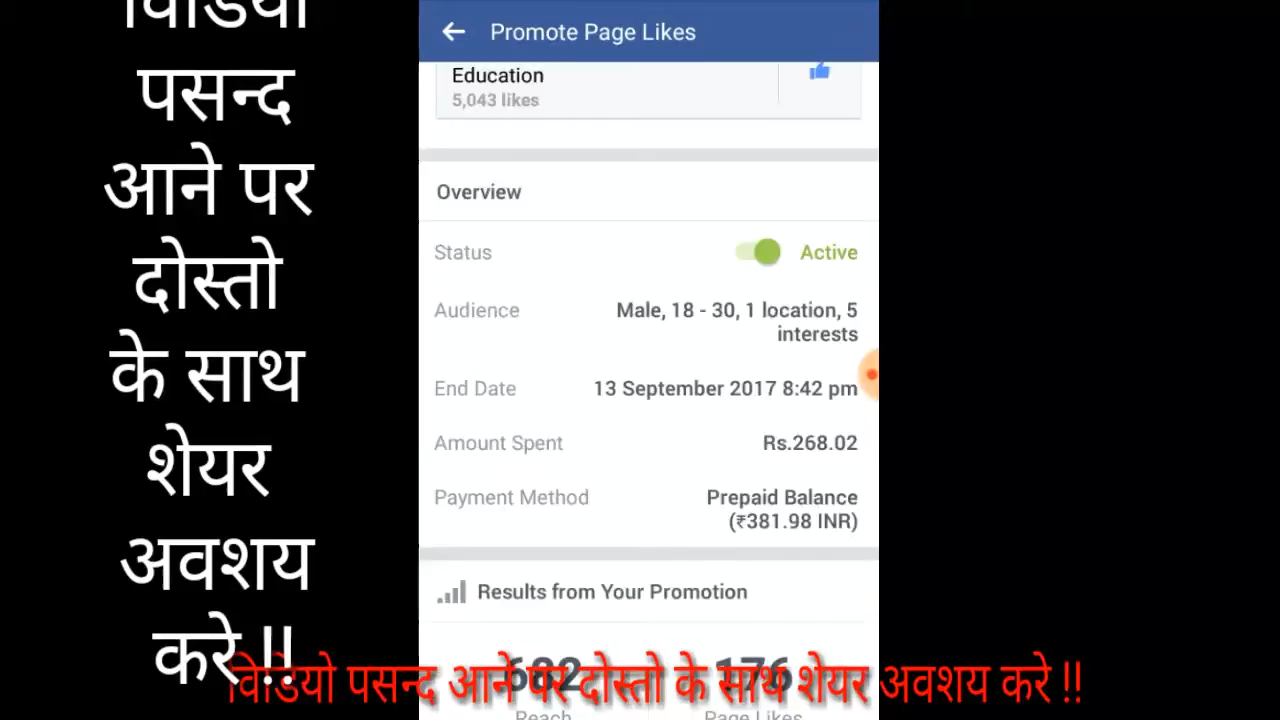 विडियो
पसन्द
आने पर
दोस्तो
के साथ
शेयर
अवशय
करे !!
Promote Page Likes
Education
5,043 likes
Overview
Status Active
Audience Male, 18 - 30, 1 location, 5
interests
End Date 13 September 2017 8:42 pm
Amount Spent Rs.268.02
Payment Method Prepaid Balance
(₹381.98 INR)
Results from Your Promotion
682 176
Reach Page Likes
विडियो पसन्द आने पर दोस्तो के साथ शेयर अवशय करे !!